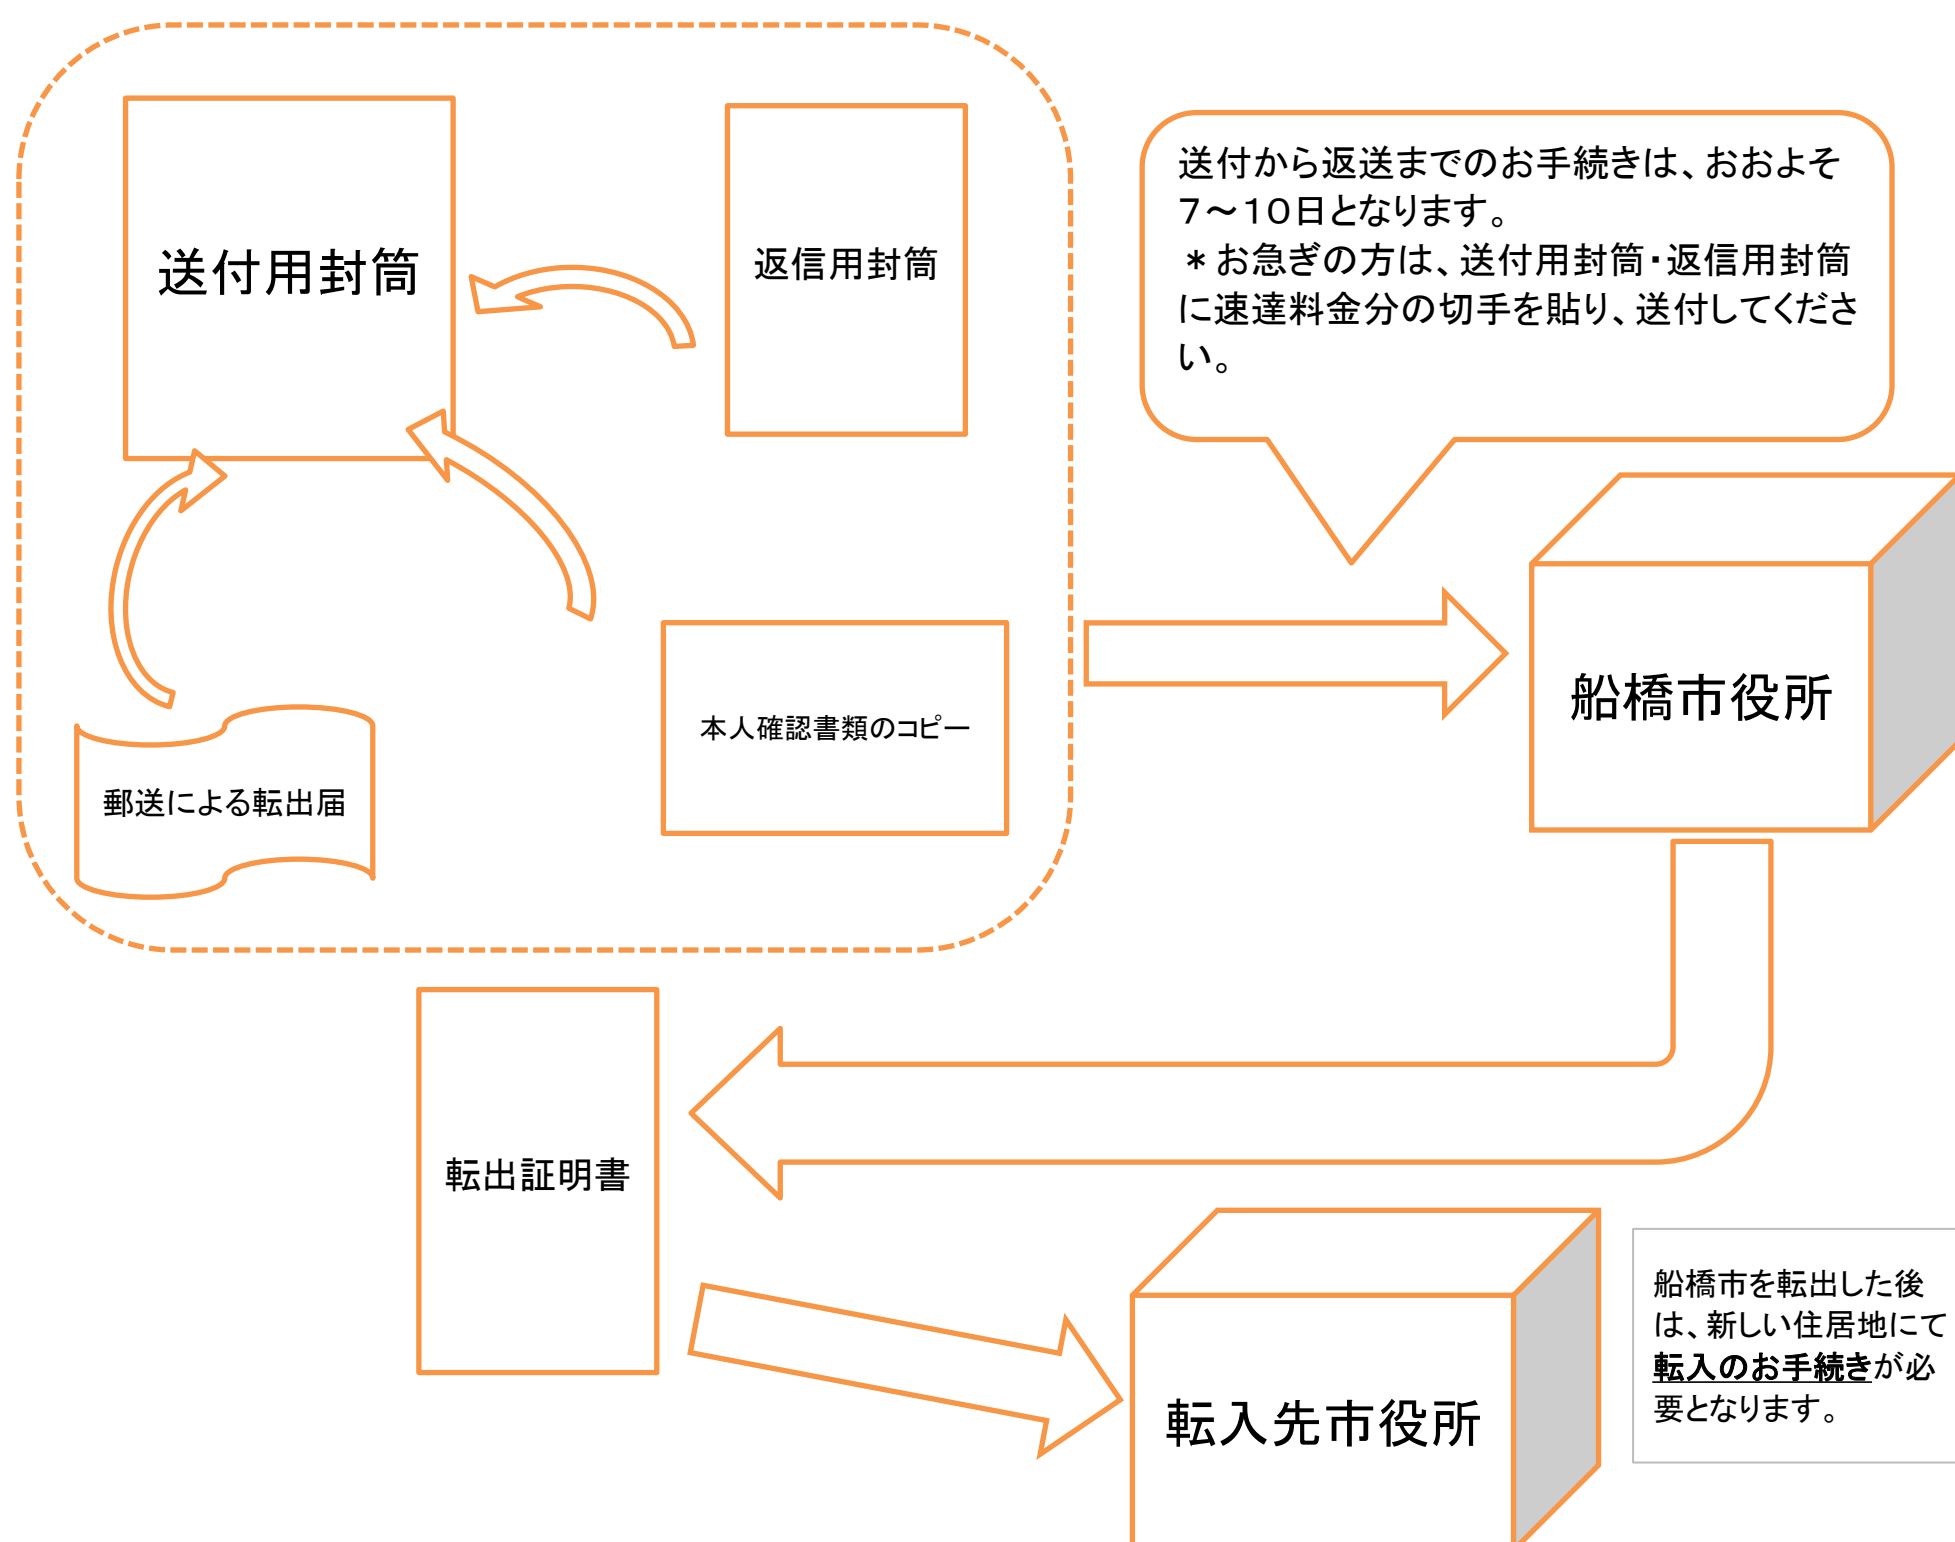 送付用封筒
返信用封筒
送付から返送までのお手続きは、おおよそ
７～１０日となります。
＊お急ぎの方は、送付用封筒・返信用封筒
に速達料金分の切手を貼り、送付してくださ
い。
船橋市役所
本人確認書類のコピー
郵送による転出届
転出証明書
転入先市役所
船橋市を転出した後
は、新しい住居地にて
転入のお手続きが必
要となります。